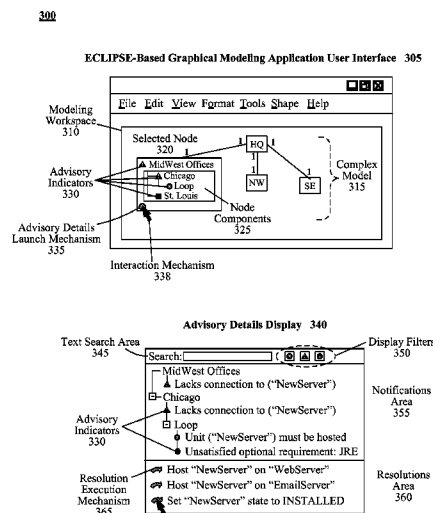 300
ECLIPSE-Based Graphical Modeling Application User Interface 305
File Edit View Format Tools Shape Help
Modeling
Workspace
310
Selected Node
320
1
MidWest Offices
Chicago
Loop
St. Louis
1
HQ
1
1
NW
1
SE
Complex
Model
315
Advisory
Indicators
330
Node
Components
325
Advisory Details
Launch Mechanism
335
Interaction Mechanism
338
Advisory Details Display 340
Text Search Area
345
Display Filters
350
Search:
MidWest Offices
Lacks connection to ("NewServer")
Chicago
Lacks connection to ("NewServer")
Loop
Unit ("NewServer") must be hosted
Unsatisfied optional requirement: JRE
Notifications
Area
355
Advisory
Indicators
330
Host "NewServer" on "WebServer"
Host "NewServer" on "EmailServer"
Set "NewServer" state to INSTALLED
Resolutions
Area
360
Resolution
Execution
Mechanism
365